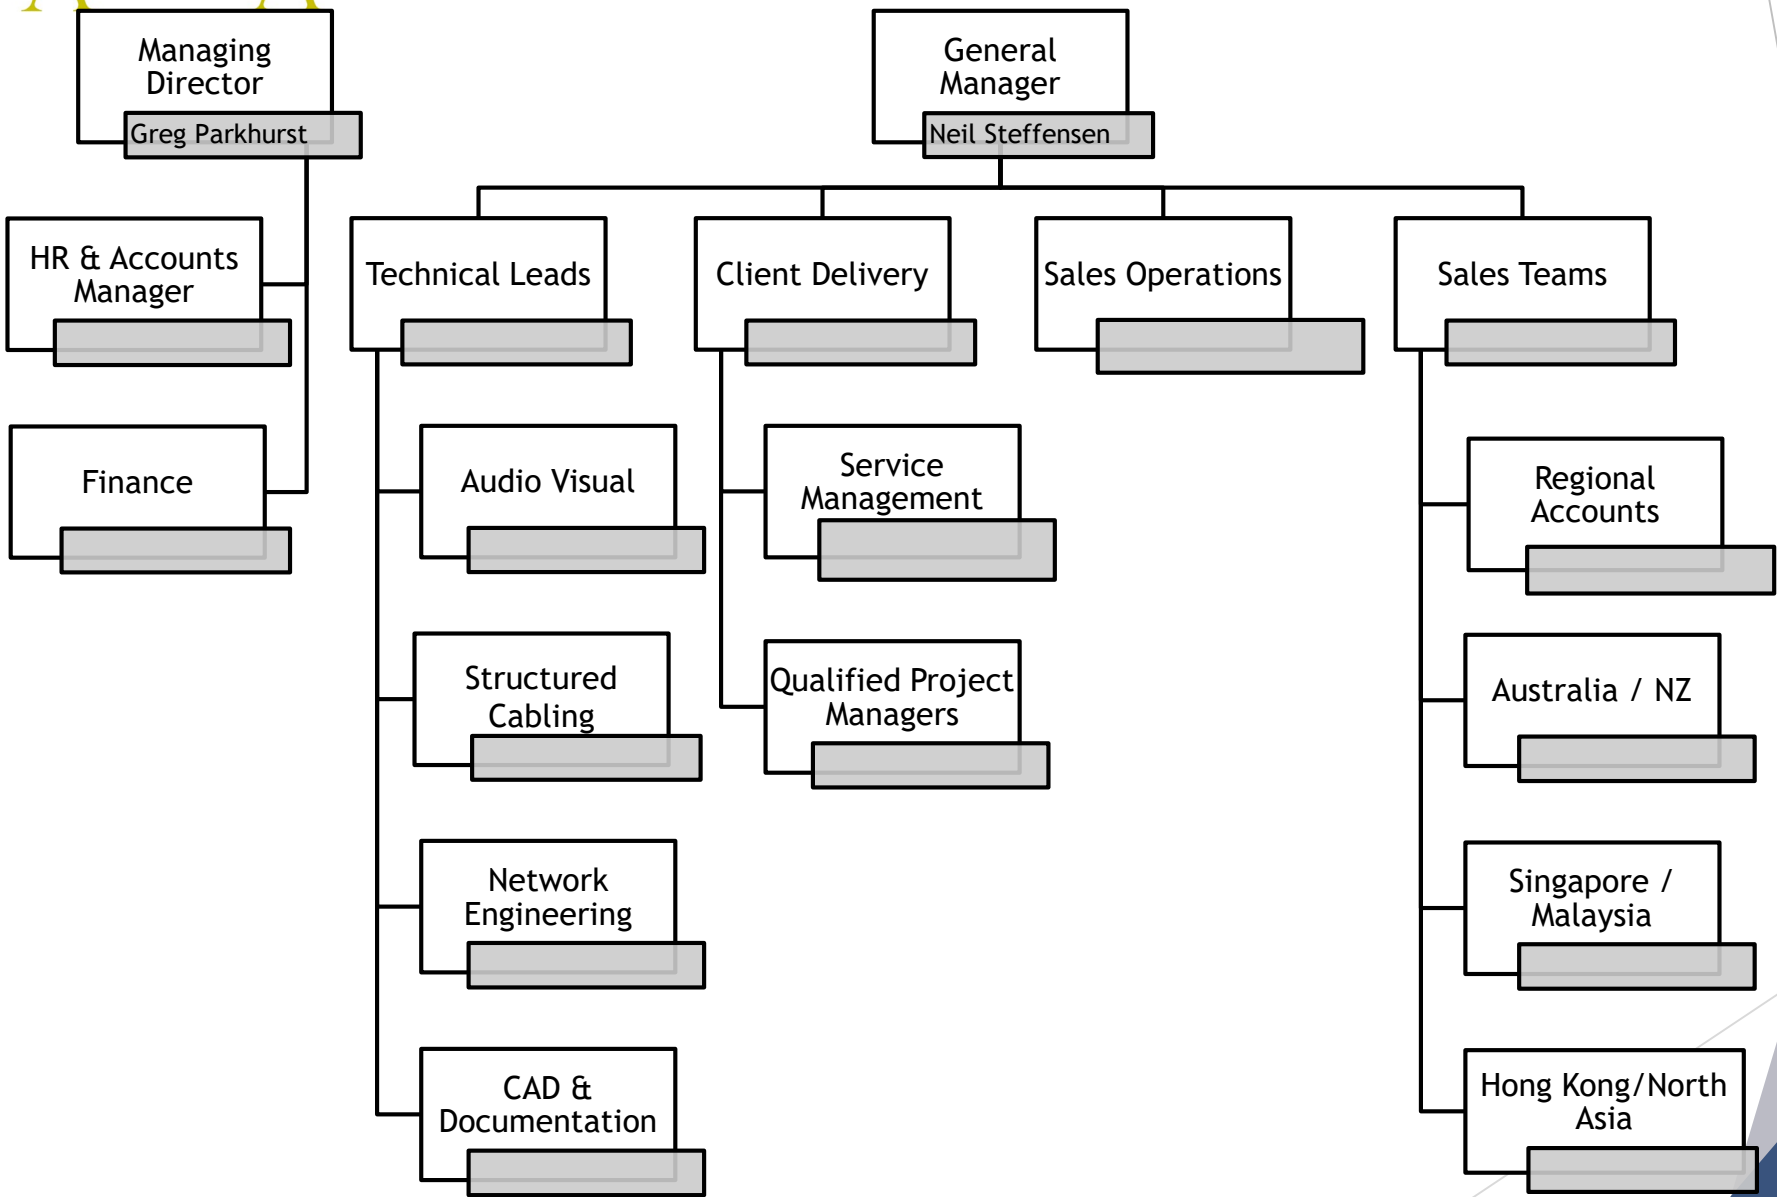 Managing
Director
Greg Parkhurst
General
Manager
Neil Steffensen
HR & Accounts
Manager
Finance
Technical Leads
Audio Visual
Structured
Cabling
Network
Engineering
CAD &
Documentation
Client Delivery
Service
Management
Qualified Project
Managers
Sales Operations
Sales Teams
Regional
Accounts
Australia / NZ
Singapore /
Malaysia
Hong Kong/North
Asia